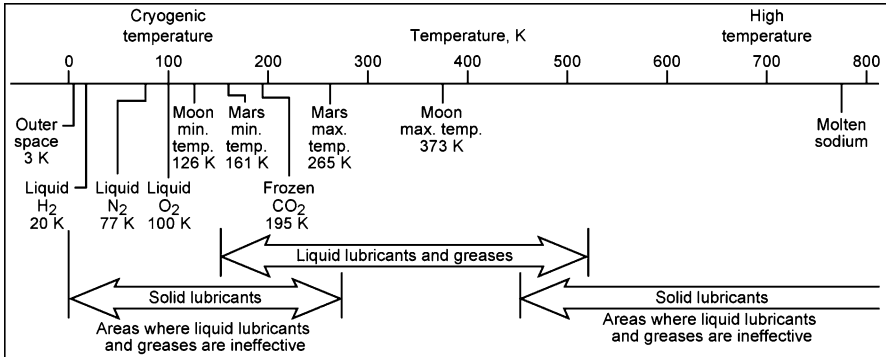 Cryogenic
temperature
Temperature, K
High
temperature
0 100 200 300 400 500 600 700 800
Outer
space
3 K
Moon
min.
temp.
126 K
Mars
min.
temp.
161 K
Mars
max.
temp.
265 K
Moon
max. temp.
373 K
Molten
sodium
Liquid
H2
20 K
Liquid
N2
77 K
Liquid
O2
100 K
Frozen
CO2
195 K
Liquid lubricants and greases
Solid lubricants
Areas where liquid lubricants
and greases are ineffective
Solid lubricants
Areas where liquid lubricants
and greases are ineffective